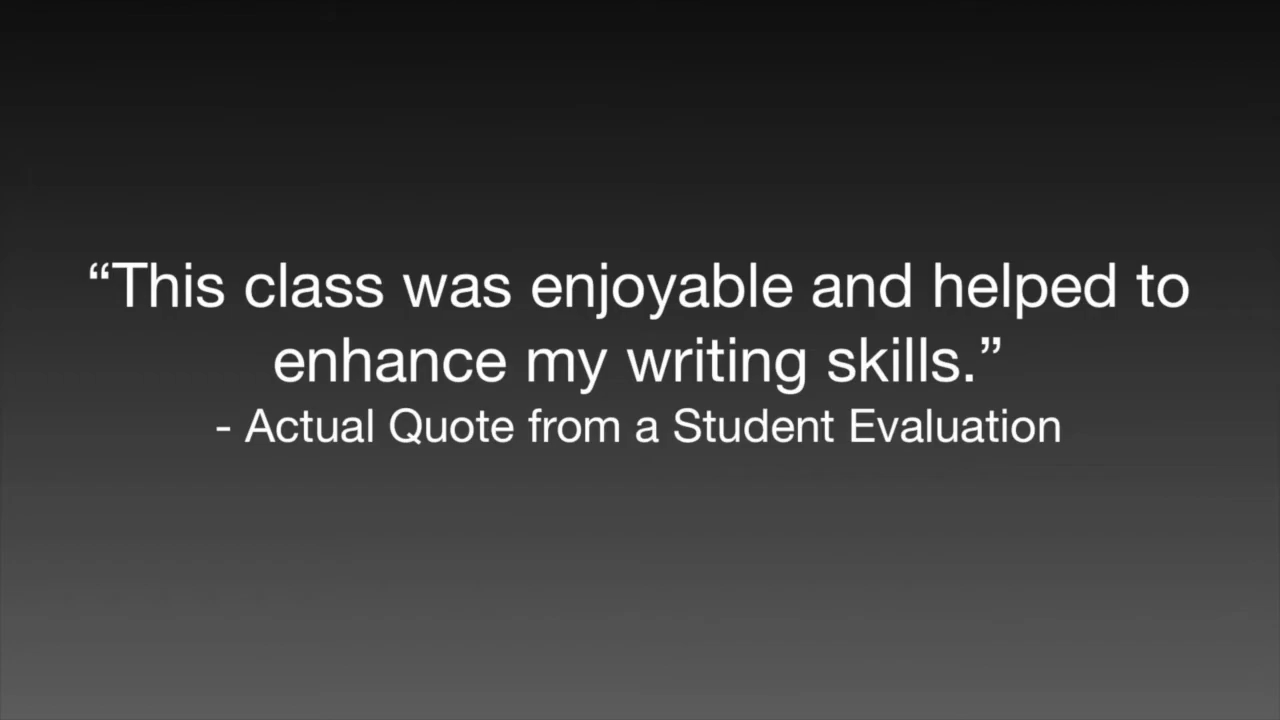 “This class was enjoyable and helped to
enhance my writing skills.”
- Actual Quote from a Student Evaluation